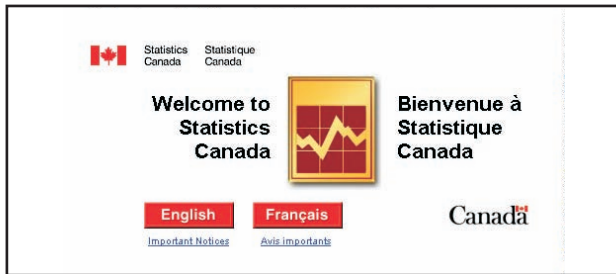 Statistics Statistique
Canada Canada
Welcome to
Statistics
Canada
Bienvenue à
Statistique
Canada
English Français
Important Notices Avis importants
Canada